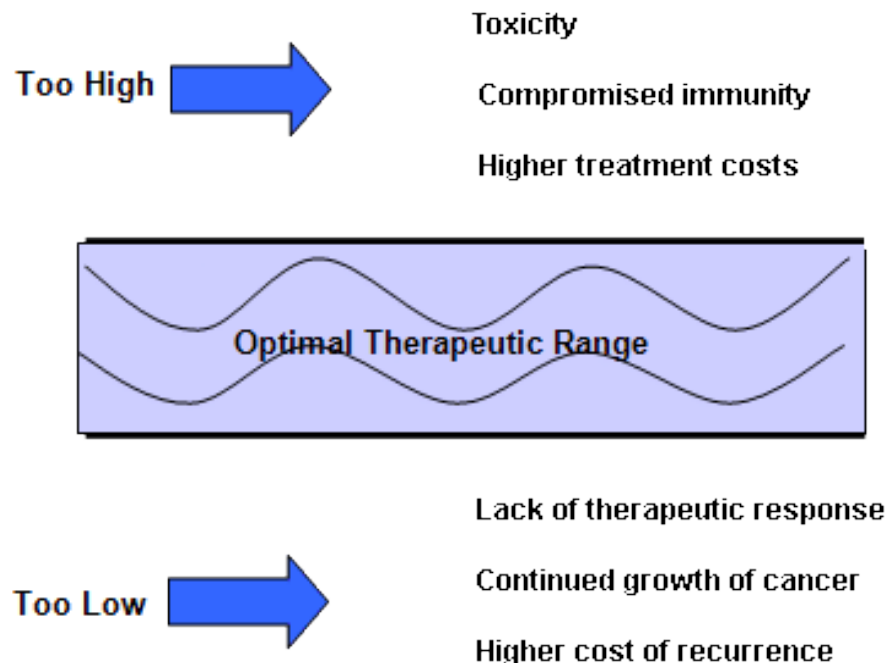 Toxicity
Too High
Compromised immunity
Higher treatment costs
Optimal Therapeutic Range
Lack of therapeutic response
Continued growth of cancer
Too Low
Higher cost of recurrence